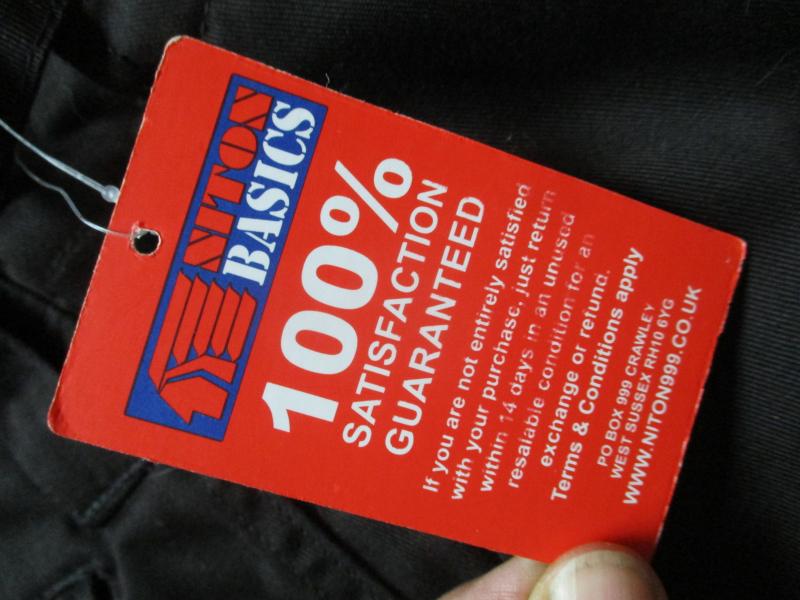 NITON
BASICS
100%
SATISFACTION
GUARANTEED
If you are not entirely satisfied
with your purchase, just return
within 14 days in an unused
resalable condition for an
exchange or refund.
Terms & Conditions apply
PO BOX 999 CRAWLEY
WEST SUSSEX RH10 6YG
WWW.NITON999.CO.UK